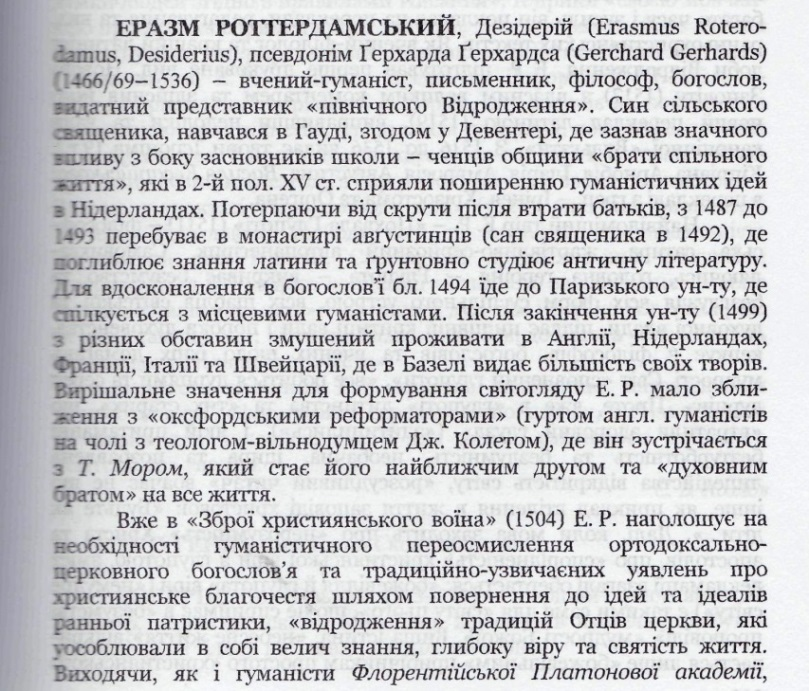 ЕРАЗМ РОТТЕРДАМСЬКИЙ, Дезідерій (Erasmus Rotero-
damus, Desiderius), псевдонім Ґерхарда Ґерхардса (Gerchard Gerhards)
(1466/69–1536) – вчений-гуманіст, письменник, філософ, богослов,
видатний представник «північного Відродження». Син сільського
священика, навчався в Гауді, згодом у Девентері, де зазнав значного
впливу з боку засновників школи – ченців общини «брати спільного
життя», які в 2-й пол. XV ст. сприяли поширенню гуманістичних ідей
в Нідерландах. Потерпаючи від скрути після втрати батьків, з 1487 до
1493 перебуває в монастирі авґустинців (сан священика в 1492), де
поглиблює знання латини та ґрунтовно студіює античну літературу.
Для вдосконалення в богослов'ї бл. 1494 їде до Паризького ун-ту, де
спілкується з місцевими гуманістами. Після закінчення ун-ту (1499)
з різних обставин змушений проживати в Англії, Нідерландах,
Франції, Італії та Швейцарії, де в Базелі видає більшість своїх творів.
Вирішальне значення для формування світогляду Е. Р. мало збли-
ження з «оксфордськими реформаторами» (гуртом англ. гуманістів
на чолі з теологом-вільнодумцем Дж. Колетом), де він зустрічається
з Т. Мором, який стає його найближчим другом та «духовним
братом» на все життя.
Вже в «Зброї християнського воїна» (1504) Е. Р. наголошує на
необхідності гуманістичного переосмислення ортодоксально-
церковного богослов'я та традиційно-узвичаєних уявлень про
християнське благочестя шляхом повернення до ідей та ідеалів
ранньої патристики, «відродження» традицій Отців церкви, які
уособлювали в собі велич знання, глибоку віру та святість життя.
Виходячи, як і гуманісти Флорентійської Платонової академії,